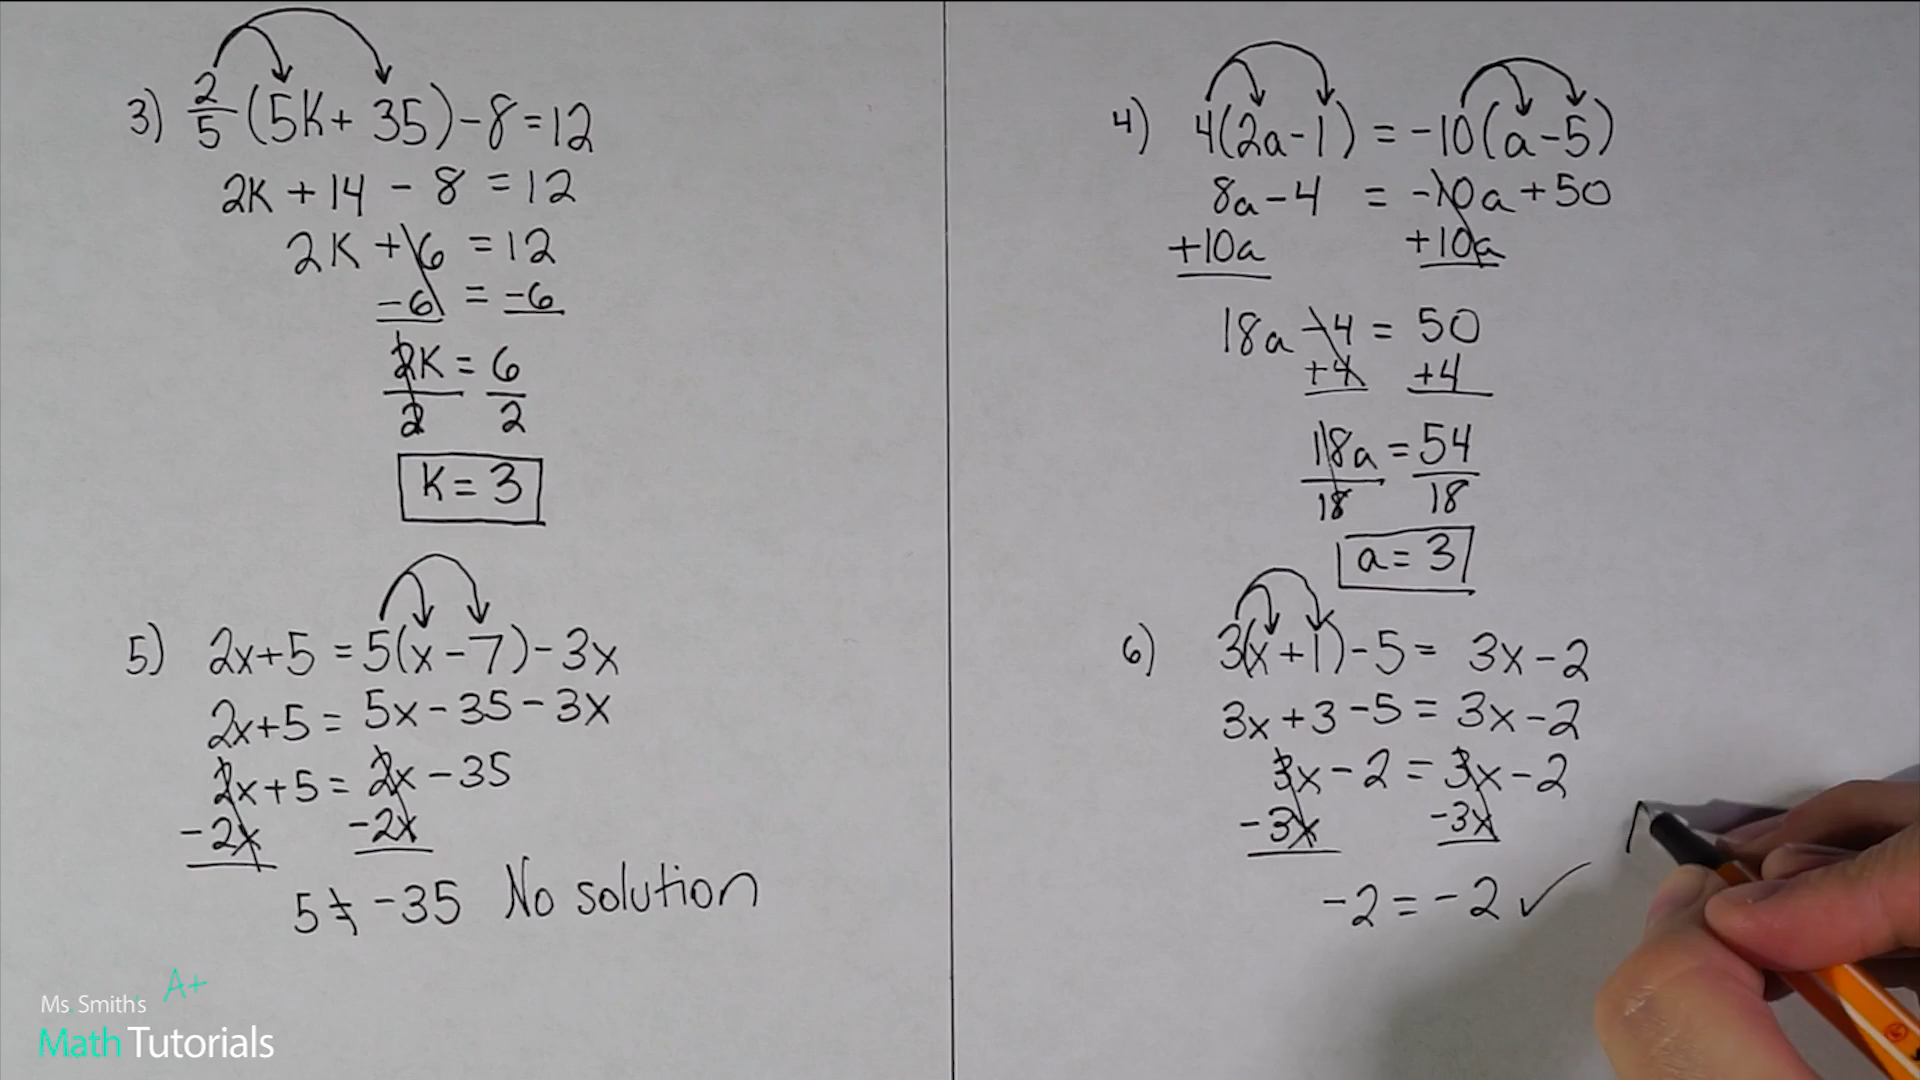 3) 2/5 (5K + 35) - 8 = 12
2K + 14 - 8 = 12
2K + 6 = 12
-6 = -6
2K = 6
2 2
K = 3
4) 4(2a - 1) = -10(a - 5)
8a - 4 = -10a + 50
+10a +10a
18a - 4 = 50
+4 +4
18a = 54
18 18
a = 3
5) 2x + 5 = 5(x - 7) - 3x
2x + 5 = 5x - 35 - 3x
2x + 5 = 2x - 35
-2x -2x
5 ≠ -35 No solution
6) 3(x + 1) - 5 = 3x - 2
3x + 3 - 5 = 3x - 2
3x - 2 = 3x - 2
-3x -3x
-2 = -2 ✓
Ms. Smith's A+
Math Tutorials